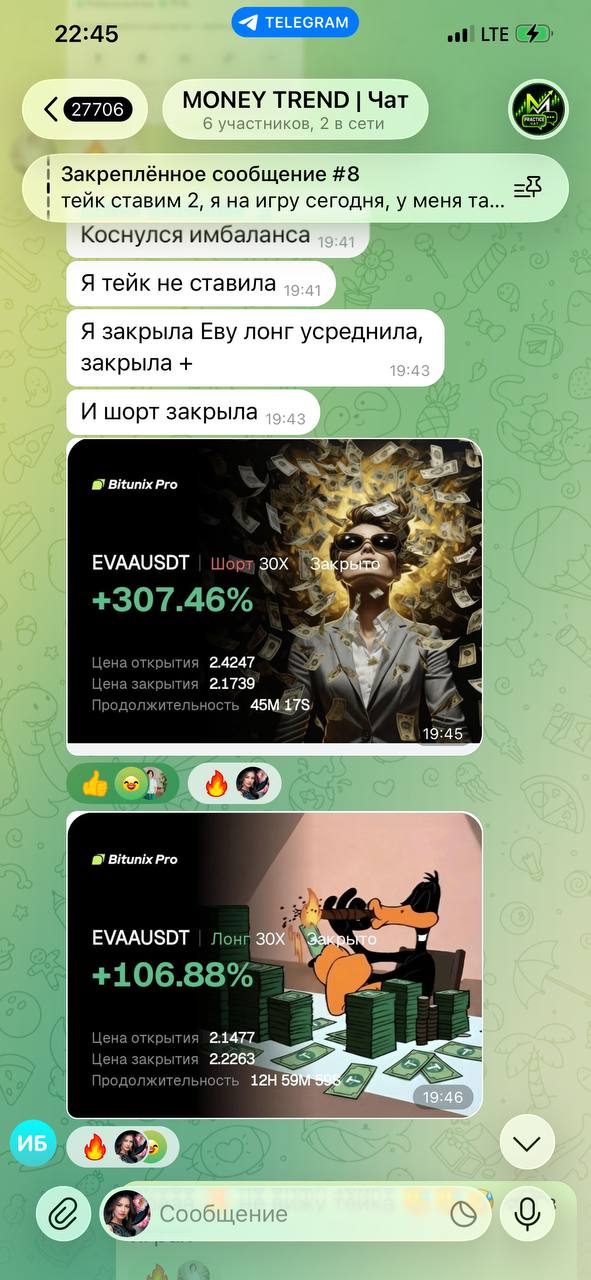 22:45
TELEGRAM
LTE
27706
MONEY TREND | Чат
6 участников, 2 в сети
PRACTICE
Закреплённое сообщение #8
тейк ставим 2, я на игру сегодня, у меня та...
Коснулся имбаланса 19:41
Я тейк не ставила 19:41
Я закрыла Еву лонг усреднила,
закрыла + 19:43
И шорт закрыла 19:43
Bitunix Pro
EVAAUSDT | Шорт 30X | Закрыто
+307.46%
Цена открытия 2.4247
Цена закрытия 2.1739
Продолжительность 45M 17S
19:45
Bitunix Pro
EVAAUSDT | Лонг 30X | Закрыто
+106.88%
Цена открытия 2.1477
Цена закрытия 2.2263
Продолжительность 12H 59M 59S
19:46
ИБ
Сообщение